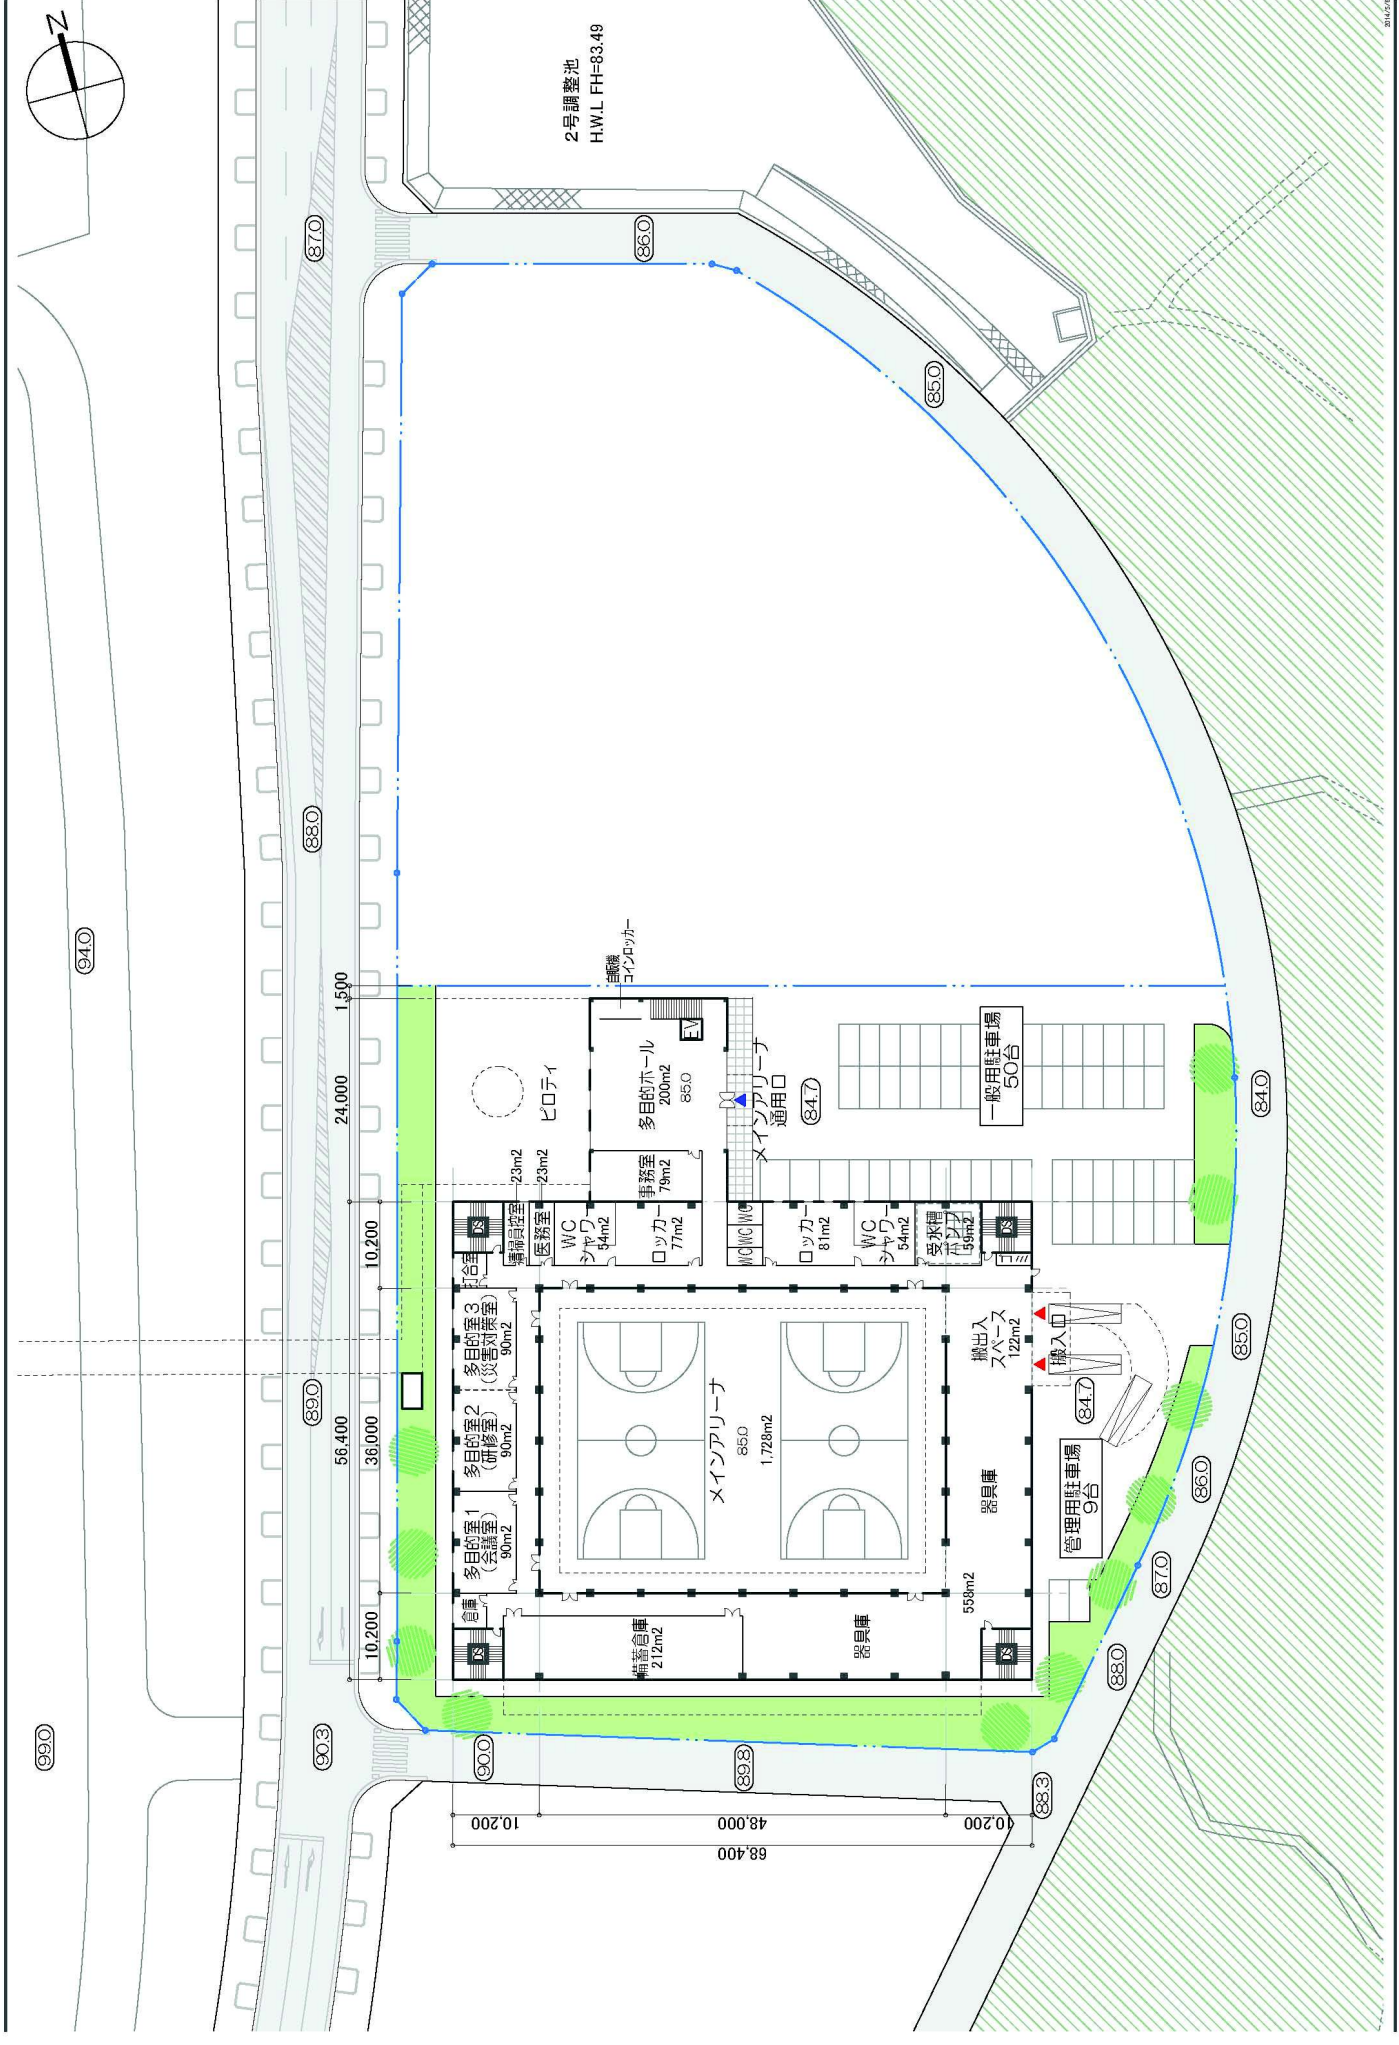 2014/5/8
N
2号調整池
H.W.L FH=83.49
87.0
86.0
85.0
88.0
94.0
自販機
コインロッカー
1,500
24,000
ピロティ
多目的ホール
200m2
85.0
EV
メインアリーナ
通用口
84.7
一般用駐車場
50台
84.0
23m2
23m2
事務室
79m2
DS
清掃員控室
医務室
WC
シャワー
54m2
ロッカー
77m2
WC
WC
WC
WC
ロッカー
81m2
WC
シャワー
54m2
受水槽
ポンプ
59m2
DS
10,200
打合室
多目的室3
(災害対策室)
90m2
搬出入
スペース
122m2
搬入口
85.0
89.0
56,400
36,000
多目的室2
(研修室)
90m2
メインアリーナ
85.0
1,728m2
84.7
器具庫
管理用駐車場
9台
86.0
多目的室1
(会議室)
90m2
87.0
倉庫
558m2
10,200
DS
備蓄倉庫
212m2
器具庫
DS
88.0
99.0
90.3
90.0
89.8
88.3
10,200
48,000
10,200
68,400